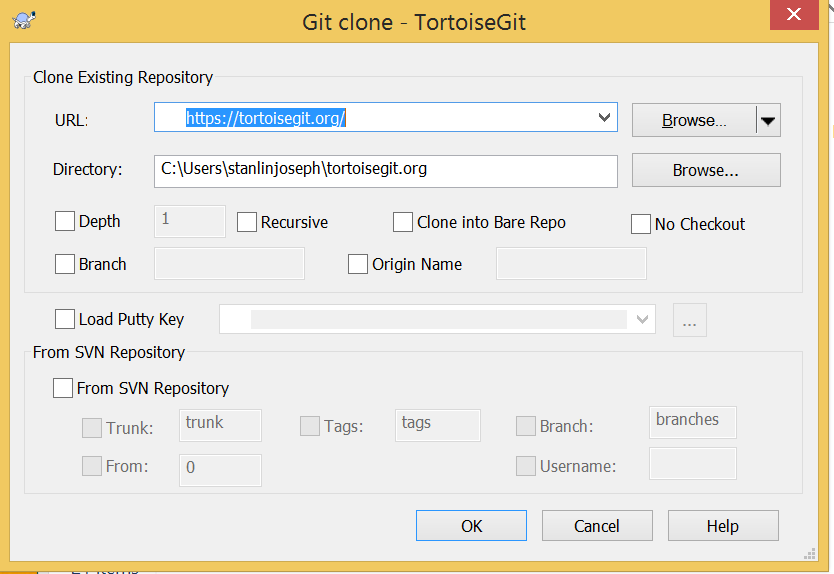 Git clone - TortoiseGit
Clone Existing Repository
URL: https://tortoisegit.org/ Browse...
Directory: C:\Users\stanlinjoseph\tortoisegit.org Browse...
Depth 1 Recursive Clone into Bare Repo No Checkout
Branch Origin Name
Load Putty Key ...
From SVN Repository
From SVN Repository
Trunk: trunk Tags: tags Branch: branches
From: 0 Username:
OK Cancel Help